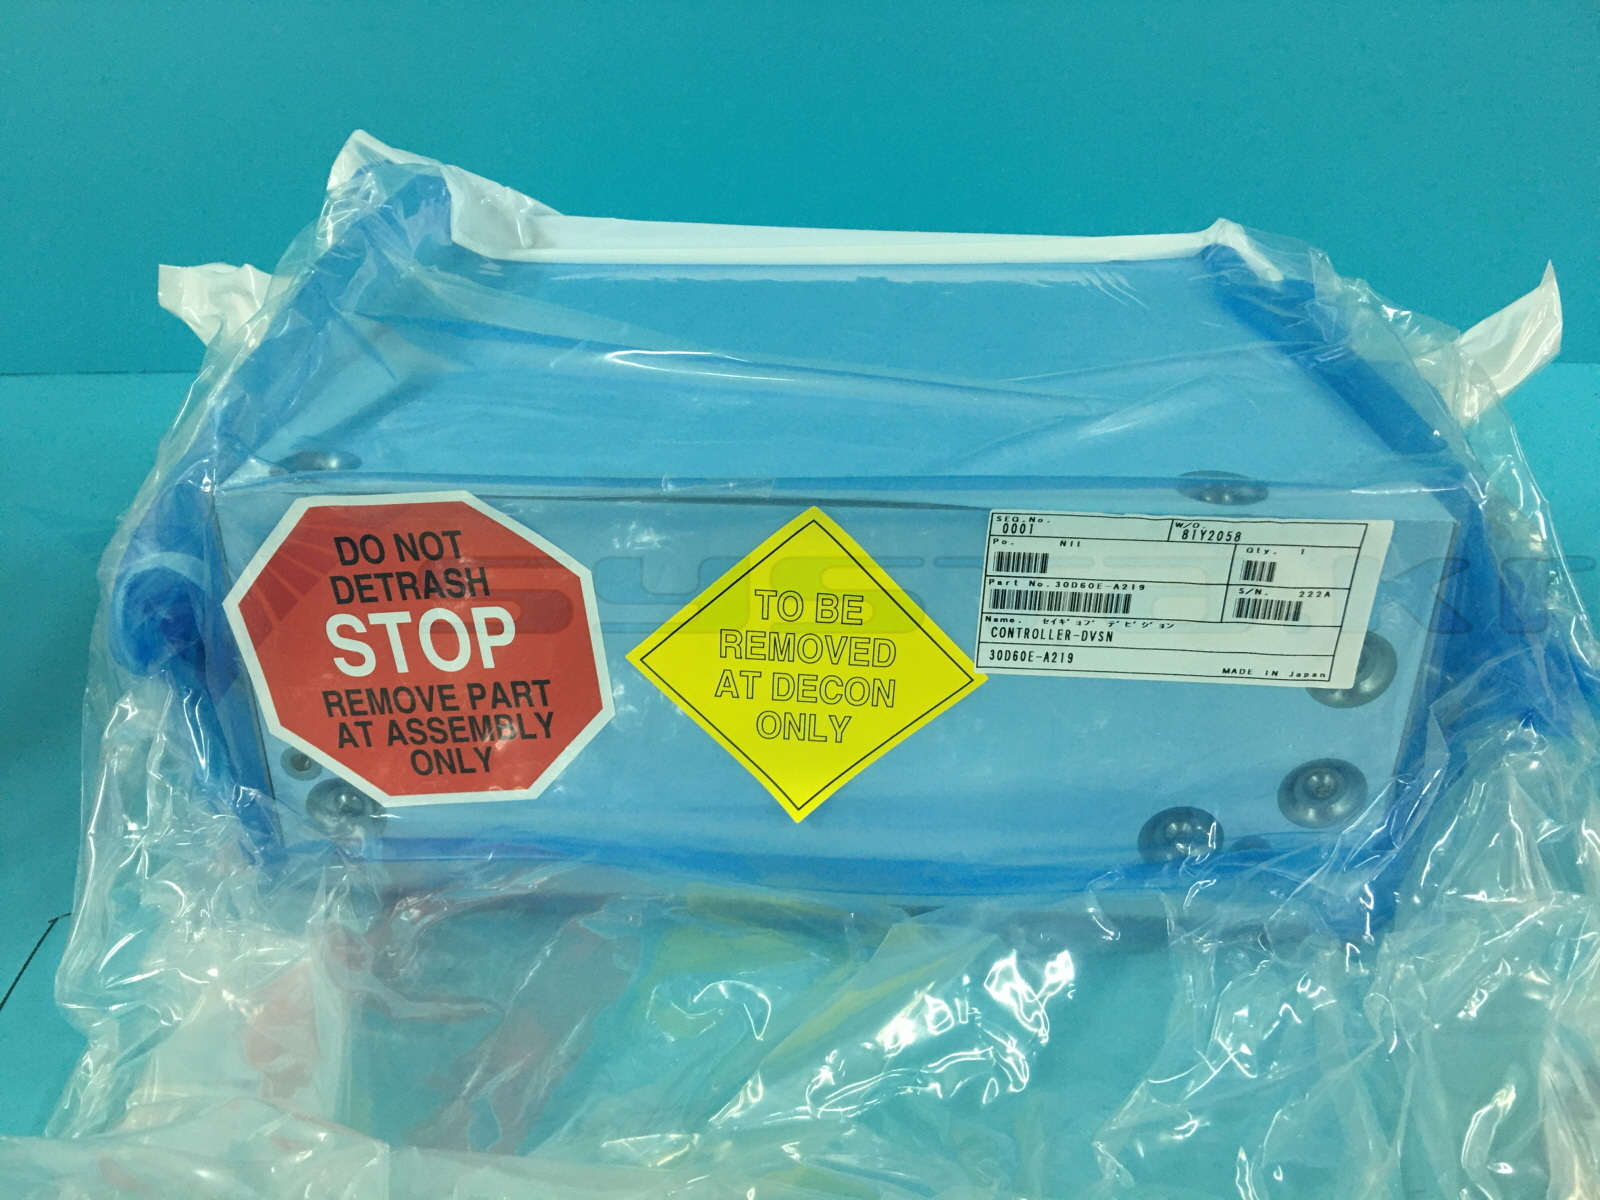 DO NOT
DETRASH
STOP
REMOVE PART
AT ASSEMBLY
ONLY
TO BE
REMOVED
AT DECON
ONLY
SEQ.No.
0001
W/O.
81Y2058
Po. Nil
Qty. 1
Part No. 30D60E-A219
S/N. 222A
Name. セイギョブ デビジョン
CONTROLLER-DVSN
30D60E-A219
MADE IN Japan